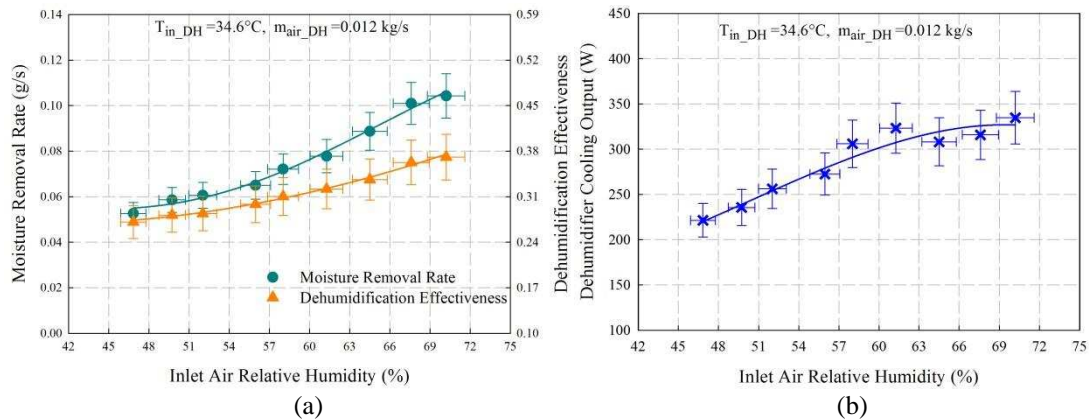 T_in_DH =34.6°C, m_air_DH=0.012 kg/s
Moisture Removal Rate (g/s)
0.14
0.12
0.10
0.08
0.06
0.04
0.02
0.00
0.59
0.52
0.45
0.38
0.31
0.24
0.17
0.10
Dehumidification Effectiveness
Moisture Removal Rate
Dehumidification Effectiveness
42 45 48 51 54 57 60 63 66 69 72 75
Inlet Air Relative Humidity (%)
(a)
T_in_DH =34.6°C, m_air_DH=0.012 kg/s
Dehumidifier Cooling Output (W)
450
400
350
300
250
200
150
100
42 45 48 51 54 57 60 63 66 69 72 75
Inlet Air Relative Humidity (%)
(b)